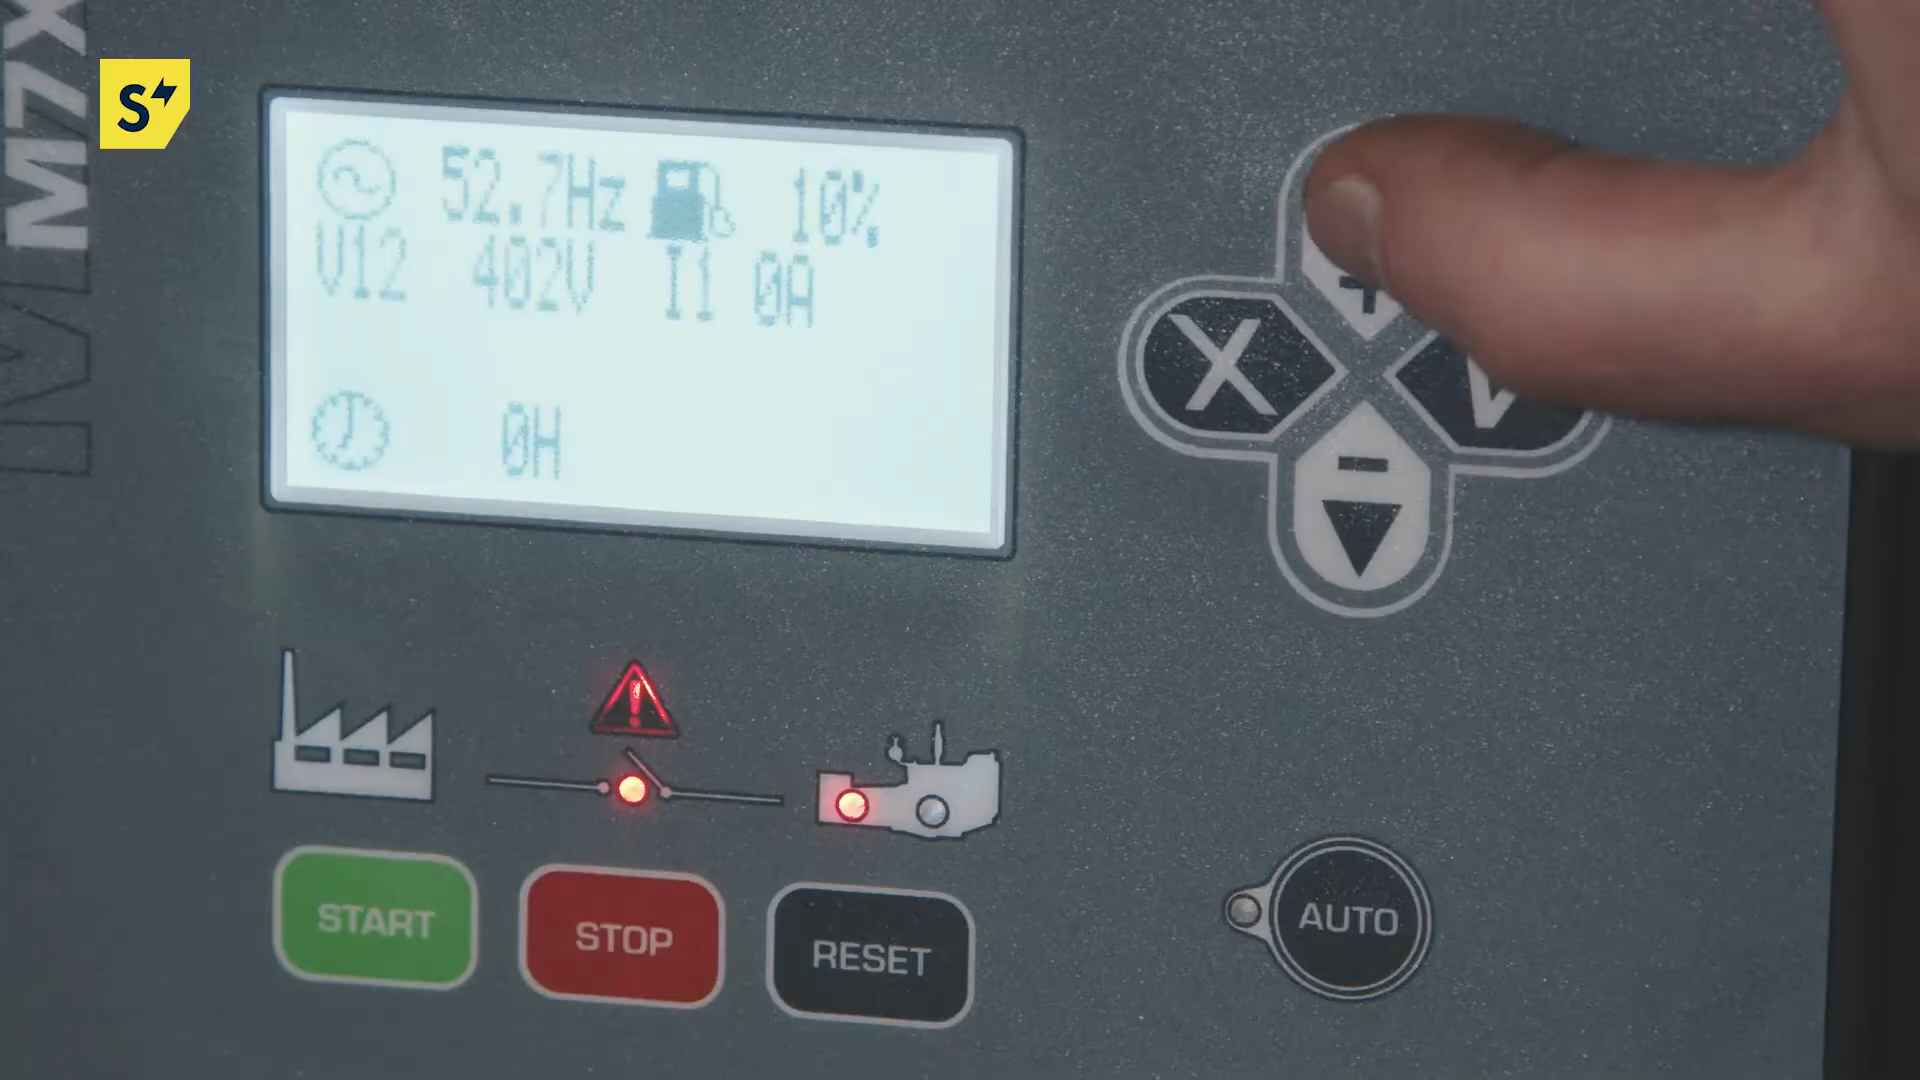 M7X
S
52.7Hz 10%
V12 402V I1 0A
0H
+
X
V
-
START
STOP
RESET
AUTO